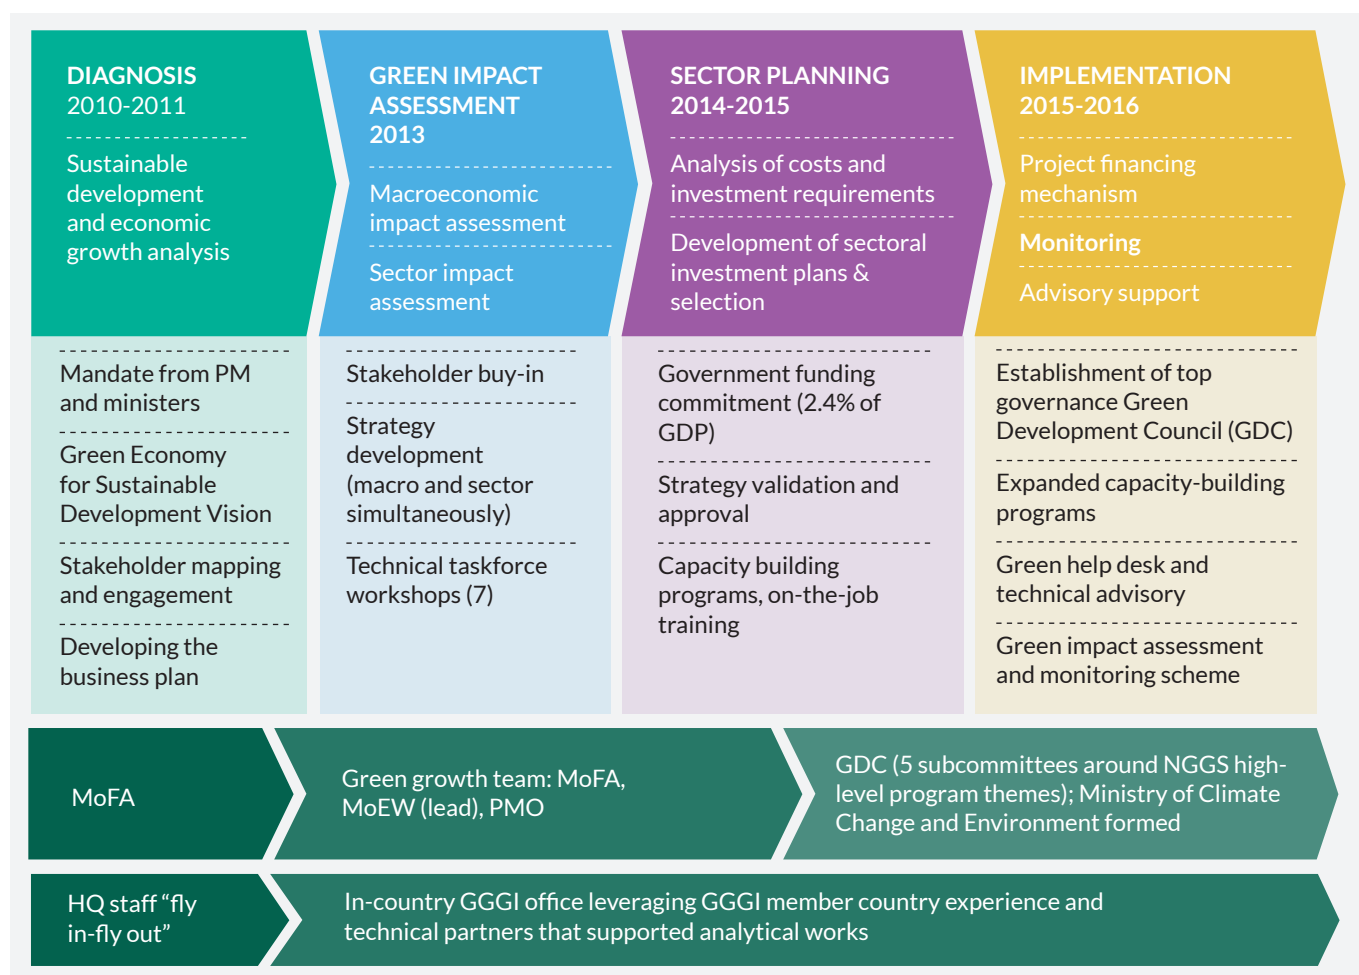 DIAGNOSIS
2010-2011
Sustainable
development
and economic
growth analysis
GREEN IMPACT
ASSESSMENT
2013
Macroeconomic
impact assessment
Sector impact
assessment
SECTOR PLANNING
2014-2015
Analysis of costs and
investment requirements
Development of sectoral
investment plans &
selection
IMPLEMENTATION
2015-2016
Project financing
mechanism
Monitoring
Advisory support
Mandate from PM
and ministers
Green Economy
for Sustainable
Development Vision
Stakeholder mapping
and engagement
Developing the
business plan
Stakeholder buy-in
Strategy
development
(macro and sector
simultaneously)
Technical taskforce
workshops (7)
Government funding
commitment (2.4% of
GDP)
Strategy validation and
approval
Capacity building
programs, on-the-job
training
Establishment of top
governance Green
Development Council (GDC)
Expanded capacity-building
programs
Green help desk and
technical advisory
Green impact assessment
and monitoring scheme
MoFA
Green growth team: MoFA,
MoEW (lead), PMO
GDC (5 subcommittees around NGGS high-
level program themes); Ministry of Climate
Change and Environment formed
HQ staff “fly
in-fly out”
In-country GGGI office leveraging GGGI member country experience and
technical partners that supported analytical works